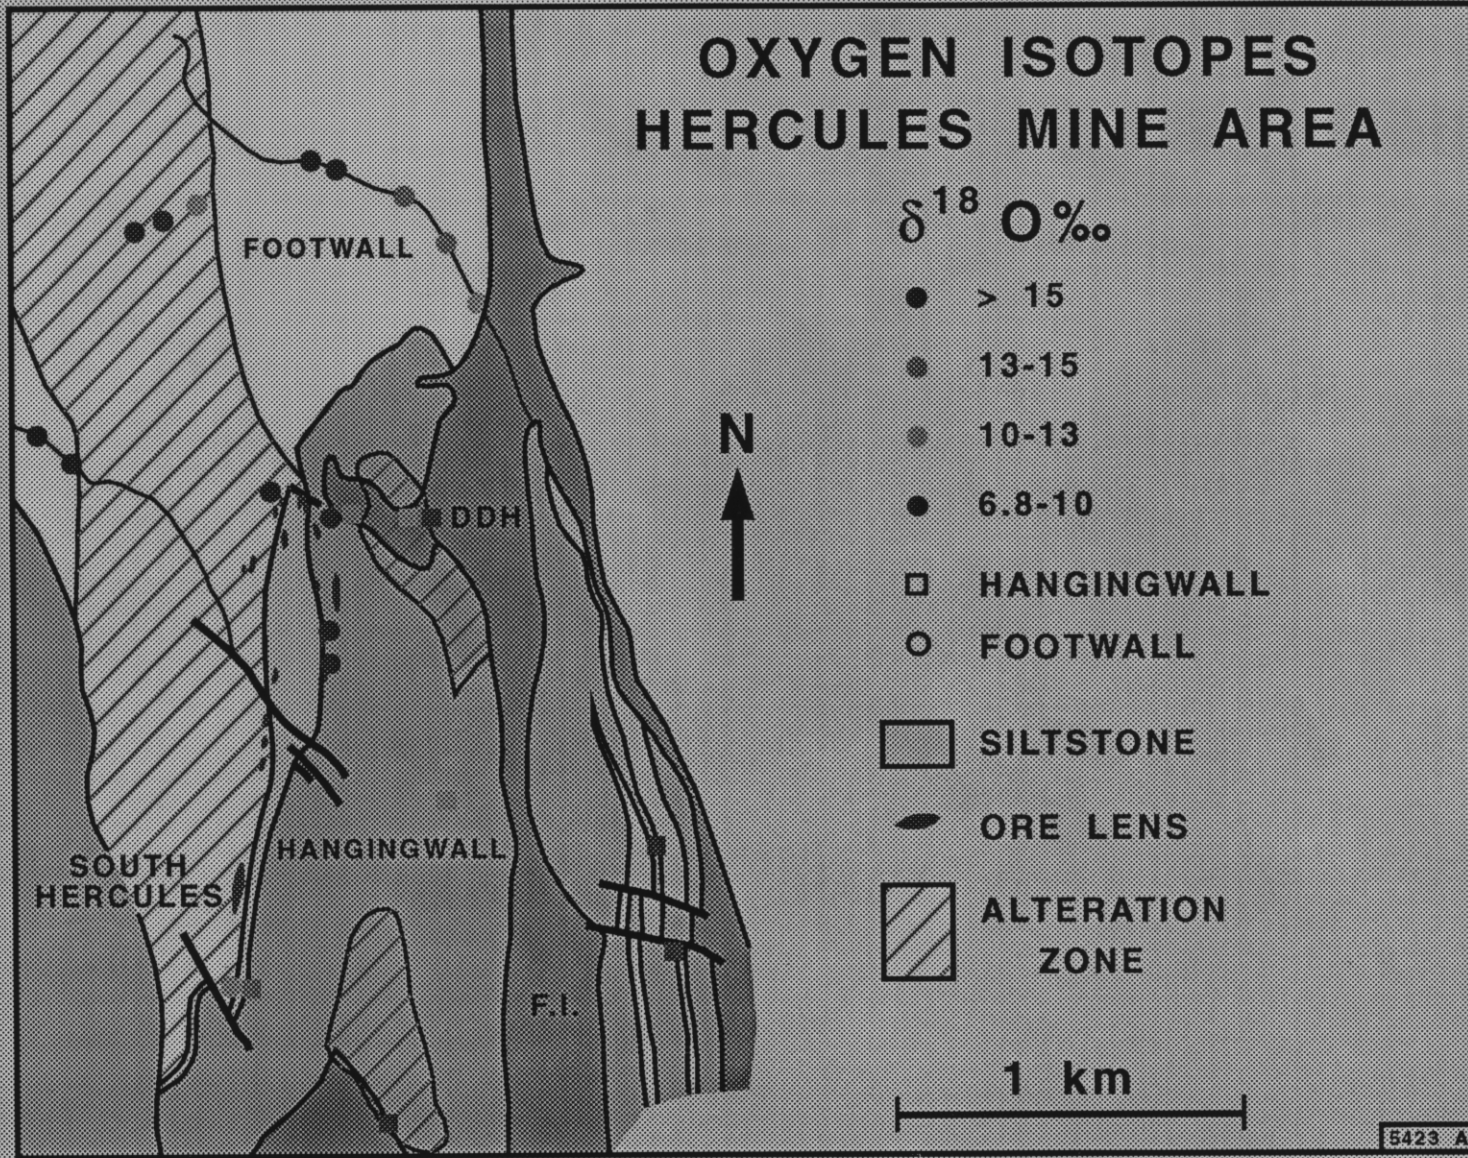 OXYGEN ISOTOPES
HERCULES MINE AREA
δ18 O‰
> 15
13-15
10-13
6.8-10
HANGINGWALL
FOOTWALL
SILTSTONE
ORE LENS
ALTERATION
ZONE
N
1 km
FOOTWALL
DDH
HANGINGWALL
SOUTH
HERCULES
F.I.
5423 A